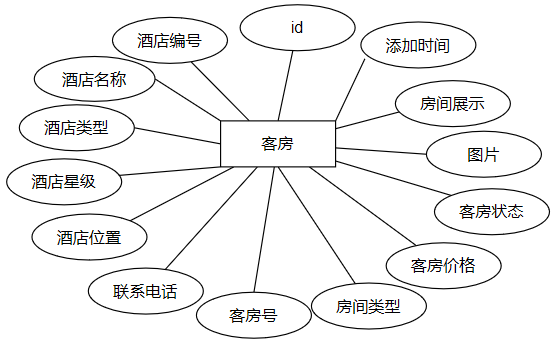 id
酒店编号
添加时间
酒店名称
房间展示
酒店类型
客房
图片
酒店星级
客房状态
酒店位置
客房价格
联系电话
房间类型
客房号